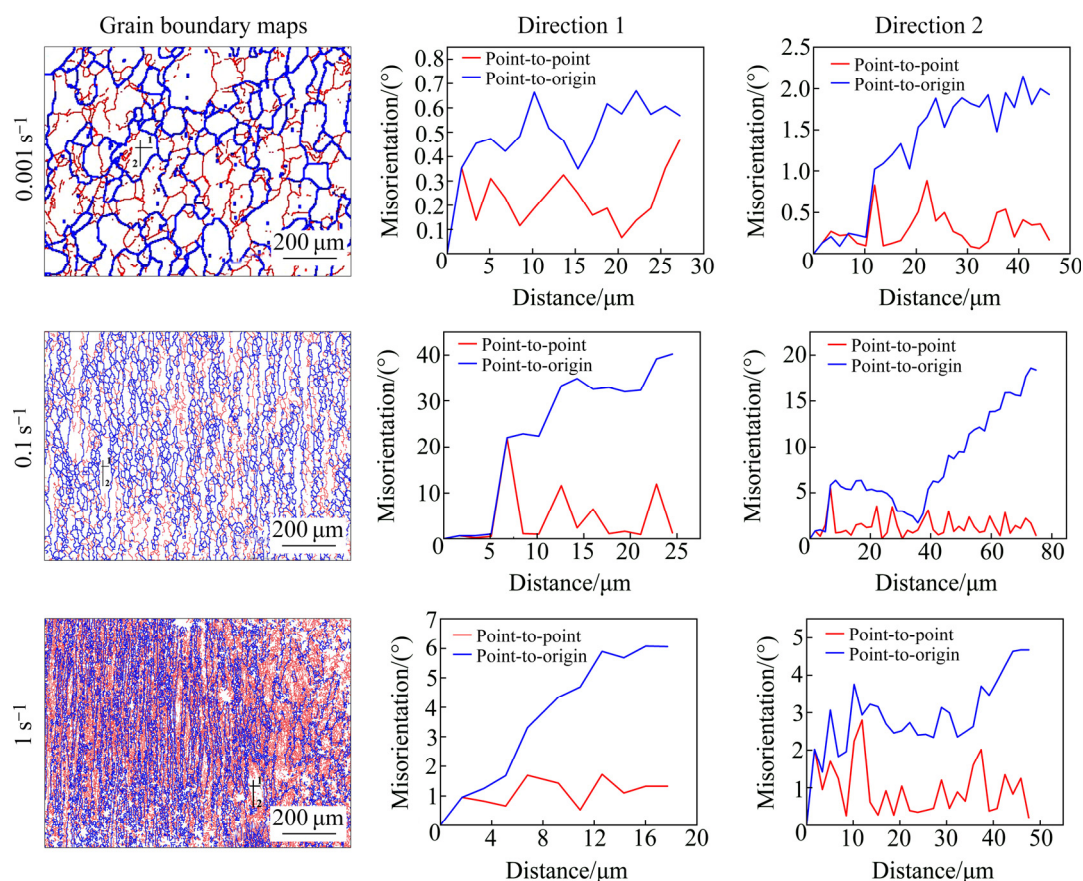 Grain boundary maps
Direction 1
Direction 2
0.001 s⁻¹
1
2
200 μm
Misorientation/(°)
0.8
0.7
0.6
0.5
0.4
0.3
0.2
0.1
0
5
10
15
20
25
30
Distance/μm
Point-to-point
Point-to-origin
Misorientation/(°)
2.5
2.0
1.5
1.0
0.5
0
10
20
30
40
50
Distance/μm
Point-to-point
Point-to-origin
0.1 s⁻¹
1
2
200 μm
Misorientation/(°)
40
30
20
10
0
5
10
15
20
25
Distance/μm
Point-to-point
Point-to-origin
Misorientation/(°)
20
15
10
5
0
20
40
60
80
Distance/μm
Point-to-point
Point-to-origin
1 s⁻¹
1
2
200 μm
Misorientation/(°)
7
6
5
4
3
2
1
0
4
8
12
16
20
Distance/μm
Point-to-point
Point-to-origin
Misorientation/(°)
5
4
3
2
1
0
10
20
30
40
50
Distance/μm
Point-to-point
Point-to-origin